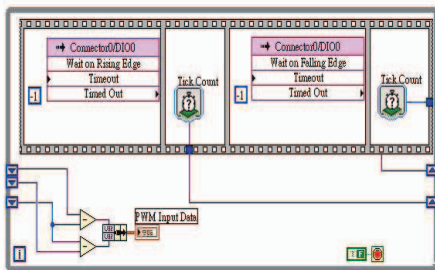 Connector0/DIO0
Wait on Rising Edge
Timeout
Timed Out
-1
Tick Count
Connector0/DIO0
Wait on Falling Edge
Timeout
Timed Out
-1
Tick Count
PWM Input Data
i
F